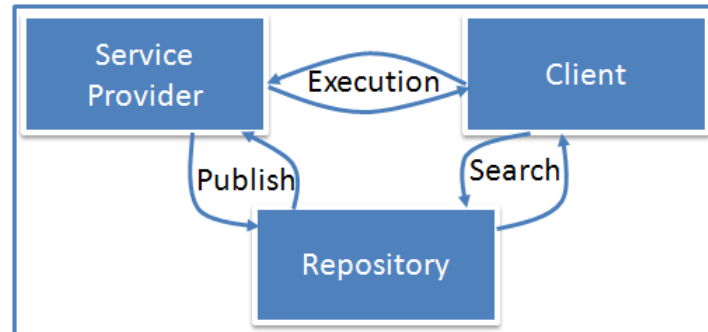 Service
Provider
Execution
Client
Publish
Search
Repository